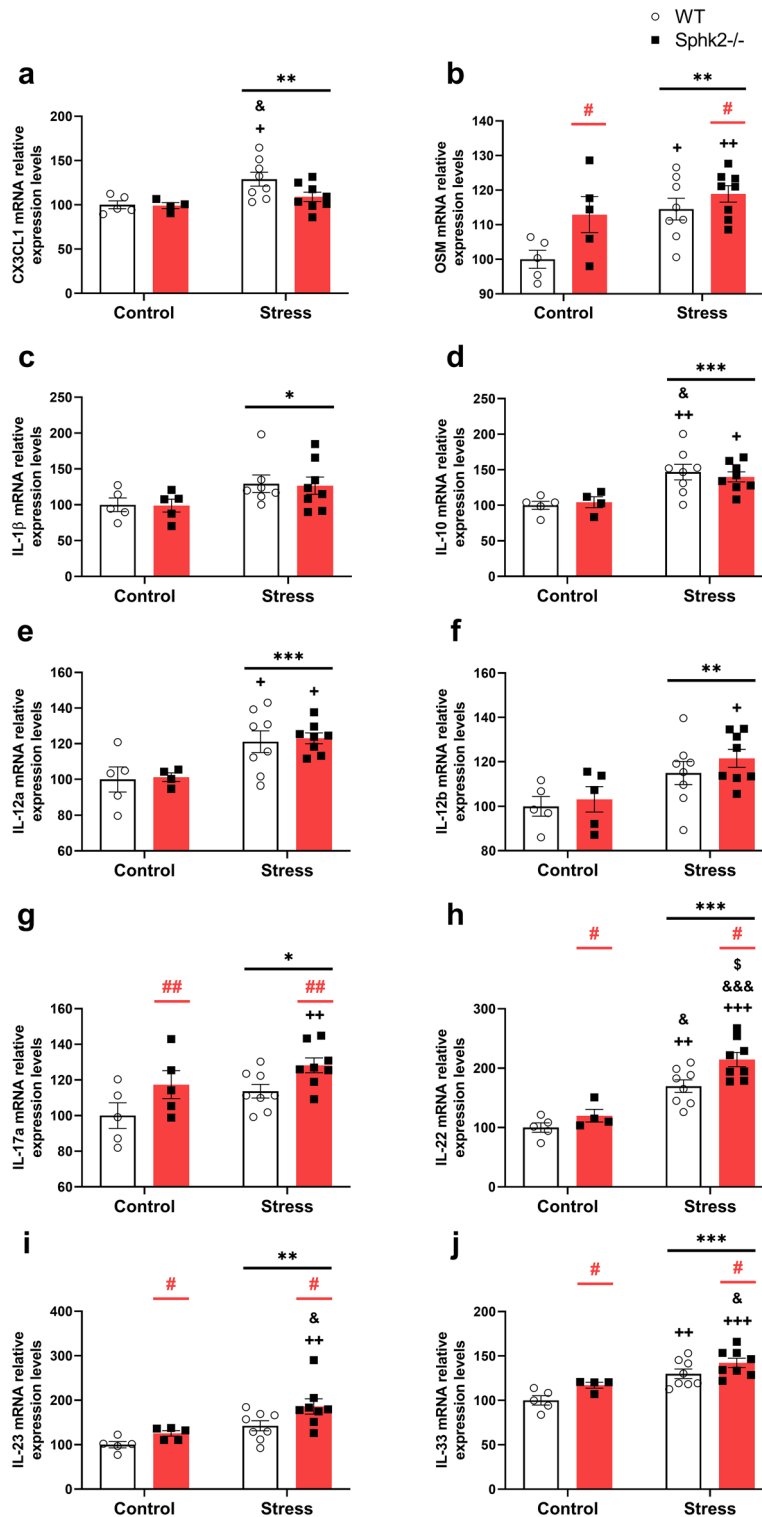 WT
Sphk2-/-
a
**
&
+
CX3CL1 mRNA relative
expression levels
200
150
100
50
0
Control
Stress
b
**
#
#
+
++
OSM mRNA relative
expression levels
140
130
120
110
100
90
Control
Stress
c
*
IL-1β mRNA relative
expression levels
250
200
150
100
50
0
Control
Stress
d
***
&
++
+
IL-10 mRNA relative
expression levels
250
200
150
100
50
0
Control
Stress
e
***
+
+
IL-12a mRNA relative
expression levels
160
140
120
100
80
60
Control
Stress
f
**
+
IL-12b mRNA relative
expression levels
160
140
120
100
80
Control
Stress
g
*
##
##
++
IL-17a mRNA relative
expression levels
160
140
120
100
80
60
Control
Stress
h
***
#
#
$
&
&&&
++
+++
IL-22 mRNA relative
expression levels
300
200
100
0
Control
Stress
i
**
#
#
&
++
IL-23 mRNA relative
expression levels
400
300
200
100
0
Control
Stress
j
***
#
#
&
++
+++
IL-33 mRNA relative
expression levels
200
150
100
50
0
Control
Stress